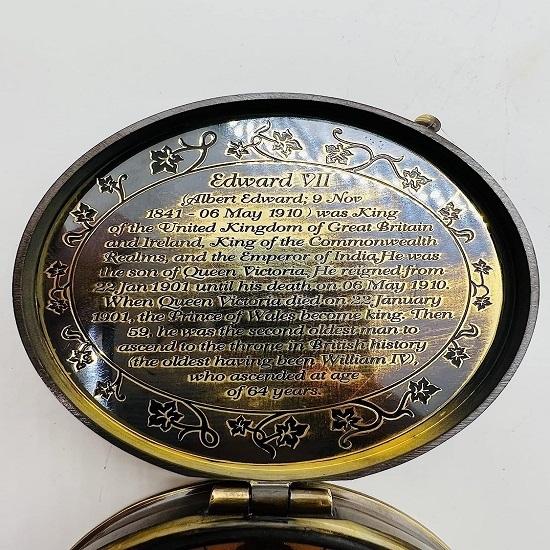 Edward VII
(Albert Edward; 9 Nov
1841 - 06 May 1910 ) was King
of the United Kingdom of Great Britain
and Ireland, King of the Commonwealth
Realms, and the Emperor of India,He was
the son of Queen Victoria, He reigned from
22 Jan 1901 until his death on 06 May 1910.
When Queen Victoria died on 22 January
1901, the Prince of Wales become king. Then
59, he was the second oldest man to
ascend to the throne in British history
(the oldest having been William IV),
who ascended at age
of 64 years.